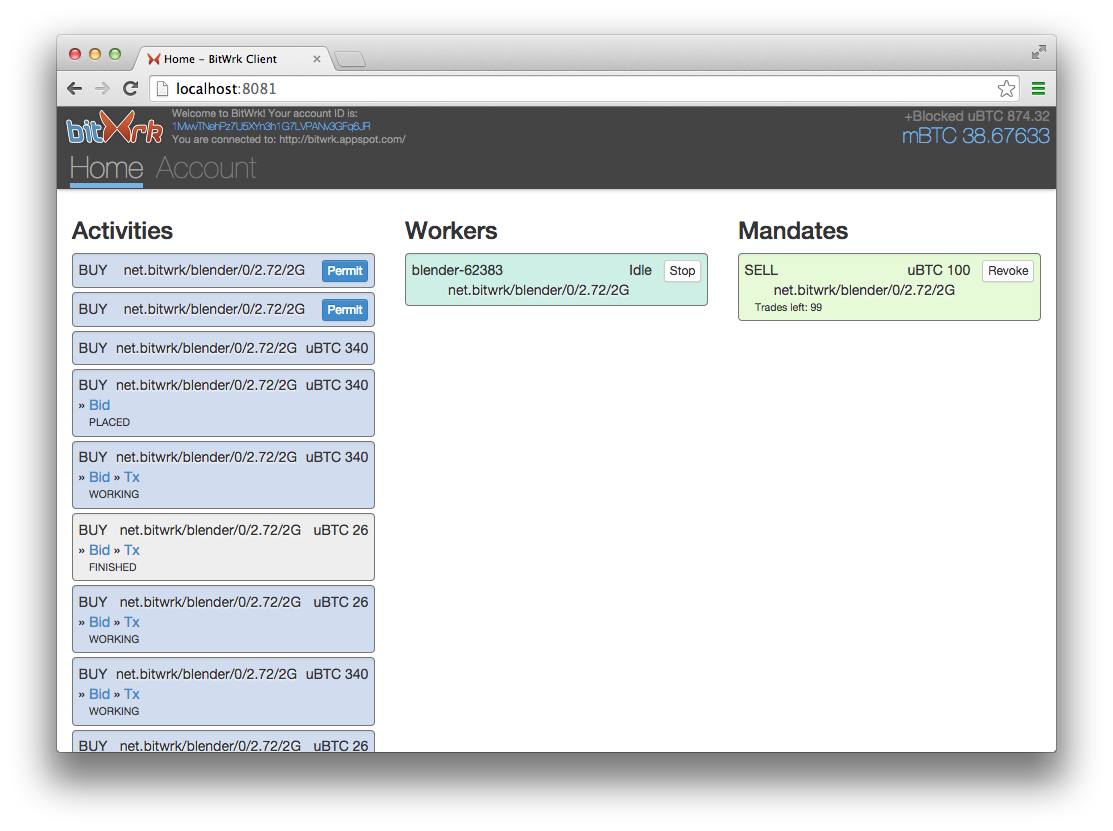 Home – BitWrk Client
localhost:8081
bitWrk
Welcome to BitWrk! Your account ID is:
1MwvTNehPz7U5XYn3h1G7LVPANv3GFq6JR
You are connected to: http://bitwrk.appspot.com/
+Blocked uBTC 874.32
mBTC 38.67633
Home Account
Activities
BUY net.bitwrk/blender/0/2.72/2G Permit
BUY net.bitwrk/blender/0/2.72/2G Permit
BUY net.bitwrk/blender/0/2.72/2G uBTC 340
BUY net.bitwrk/blender/0/2.72/2G uBTC 340
» Bid
PLACED
BUY net.bitwrk/blender/0/2.72/2G uBTC 340
» Bid » Tx
WORKING
BUY net.bitwrk/blender/0/2.72/2G uBTC 26
» Bid » Tx
FINISHED
BUY net.bitwrk/blender/0/2.72/2G uBTC 26
» Bid » Tx
WORKING
BUY net.bitwrk/blender/0/2.72/2G uBTC 340
» Bid » Tx
WORKING
BUY net.bitwrk/blender/0/2.72/2G uBTC 26
Workers
blender-62383 Idle Stop
net.bitwrk/blender/0/2.72/2G
Mandates
SELL uBTC 100 Revoke
net.bitwrk/blender/0/2.72/2G
Trades left: 99